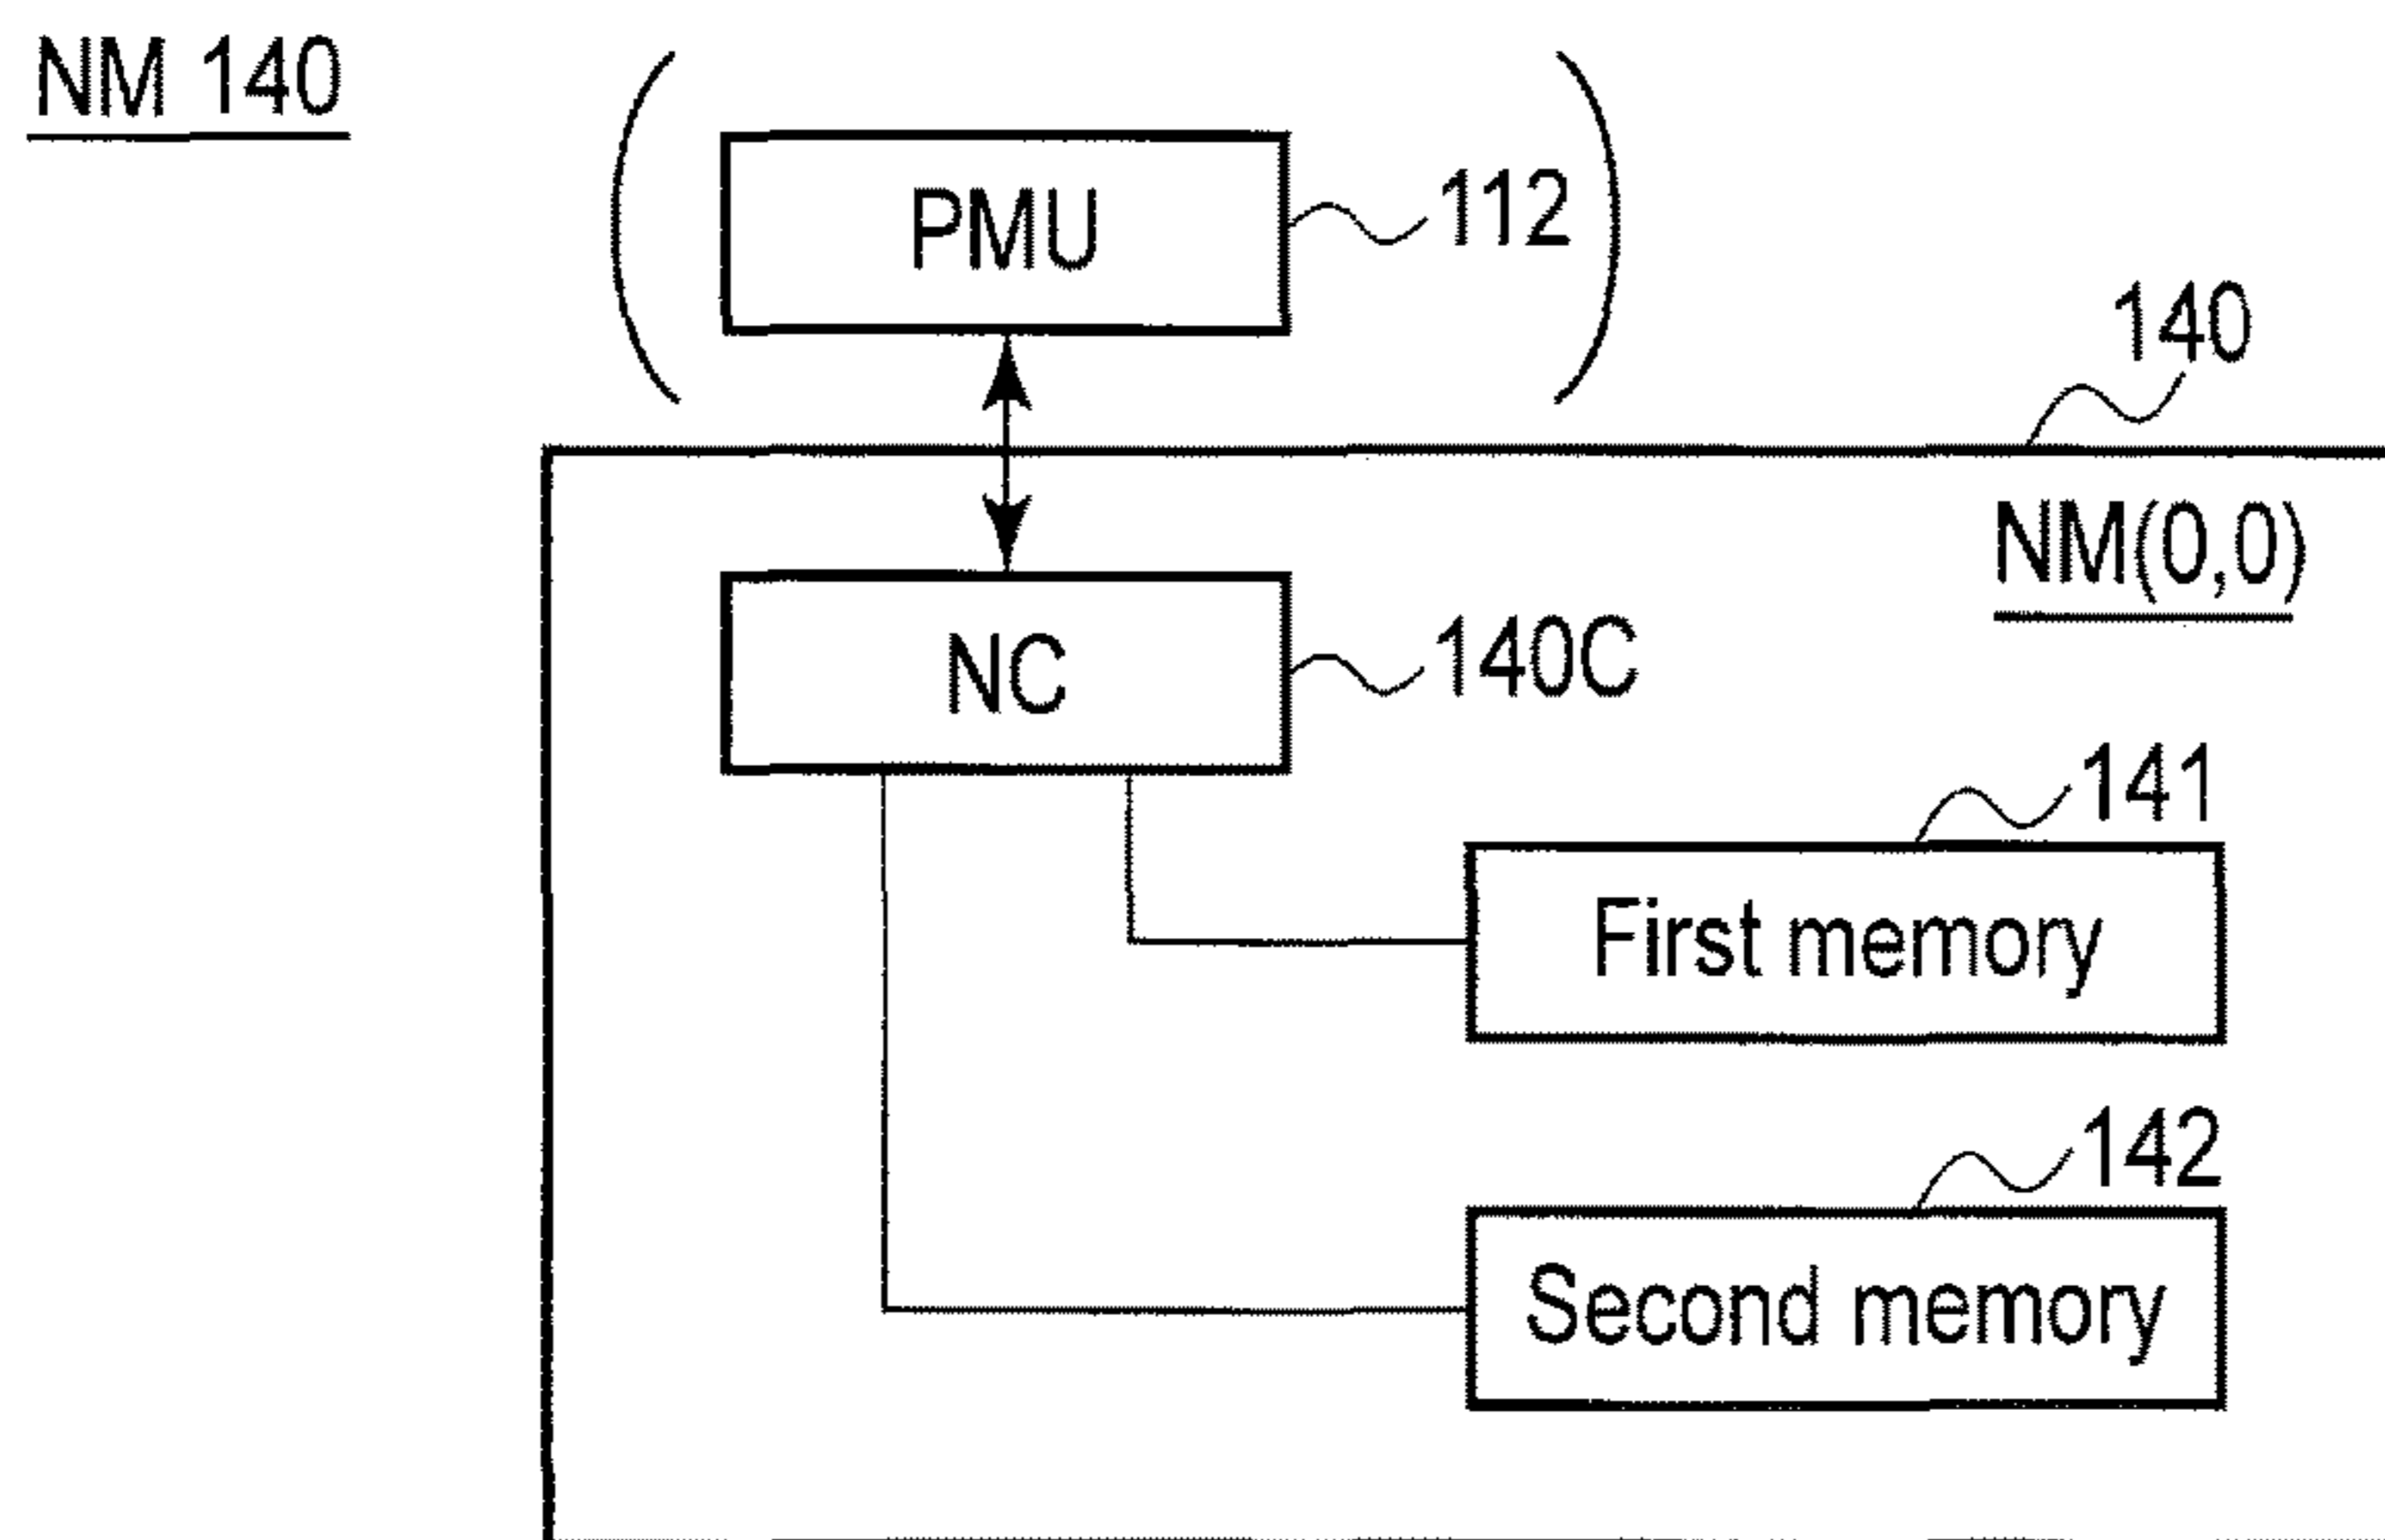 NM 140
PMU
112
140
NM(0,0)
NC
140C
141
First memory
142
Second memory